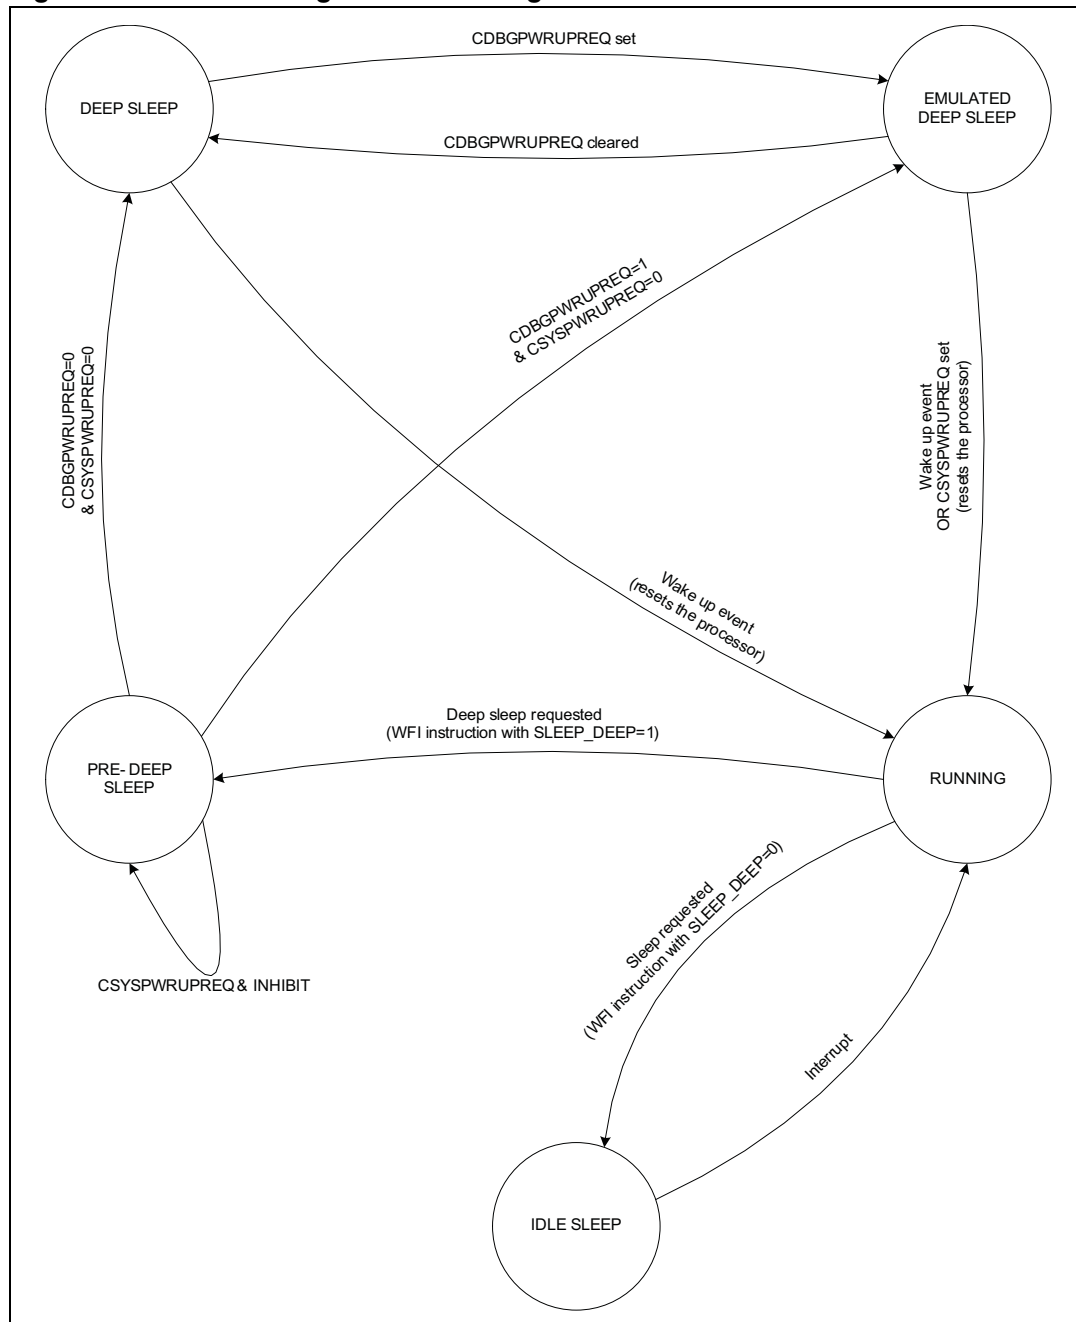 CDBGPWRUPREQ set
DEEP SLEEP
EMULATED
DEEP SLEEP
CDBGPWRUPREQ cleared
CDBGPWRUPREQ=1
& CSYSPWRUPREQ=0
CDBGPWRUPREQ=0
& CSYSPWRUPREQ=0
Wake up event
OR CSYSPWRUPREQ set
(resets the processor)
Wake up event
(resets the processor)
Deep sleep requested
(WFI instruction with SLEEP_DEEP=1)
PRE- DEEP
SLEEP
RUNNING
Sleep requested
(WFI instruction with SLEEP_DEEP=0)
CSYSPWRUPREQ & INHIBIT
Interrupt
IDLE SLEEP